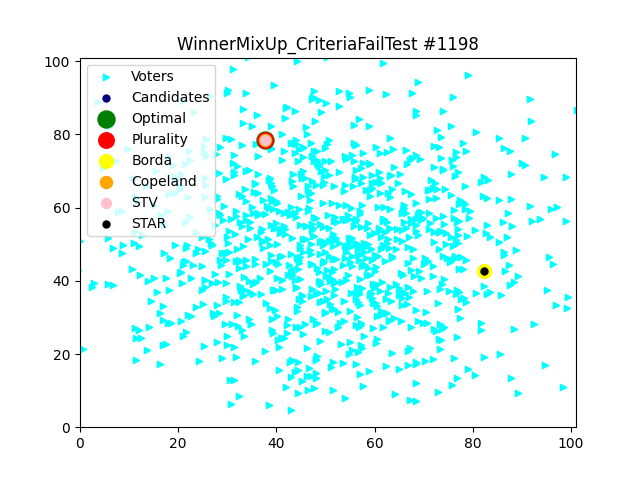 WinnerMixUp_CriteriaFailTest #1198
100
80
60
40
20
0
Voters
Candidates
Optimal
Plurality
Borda
Copeland
STV
STAR
0 20 40 60 80 100